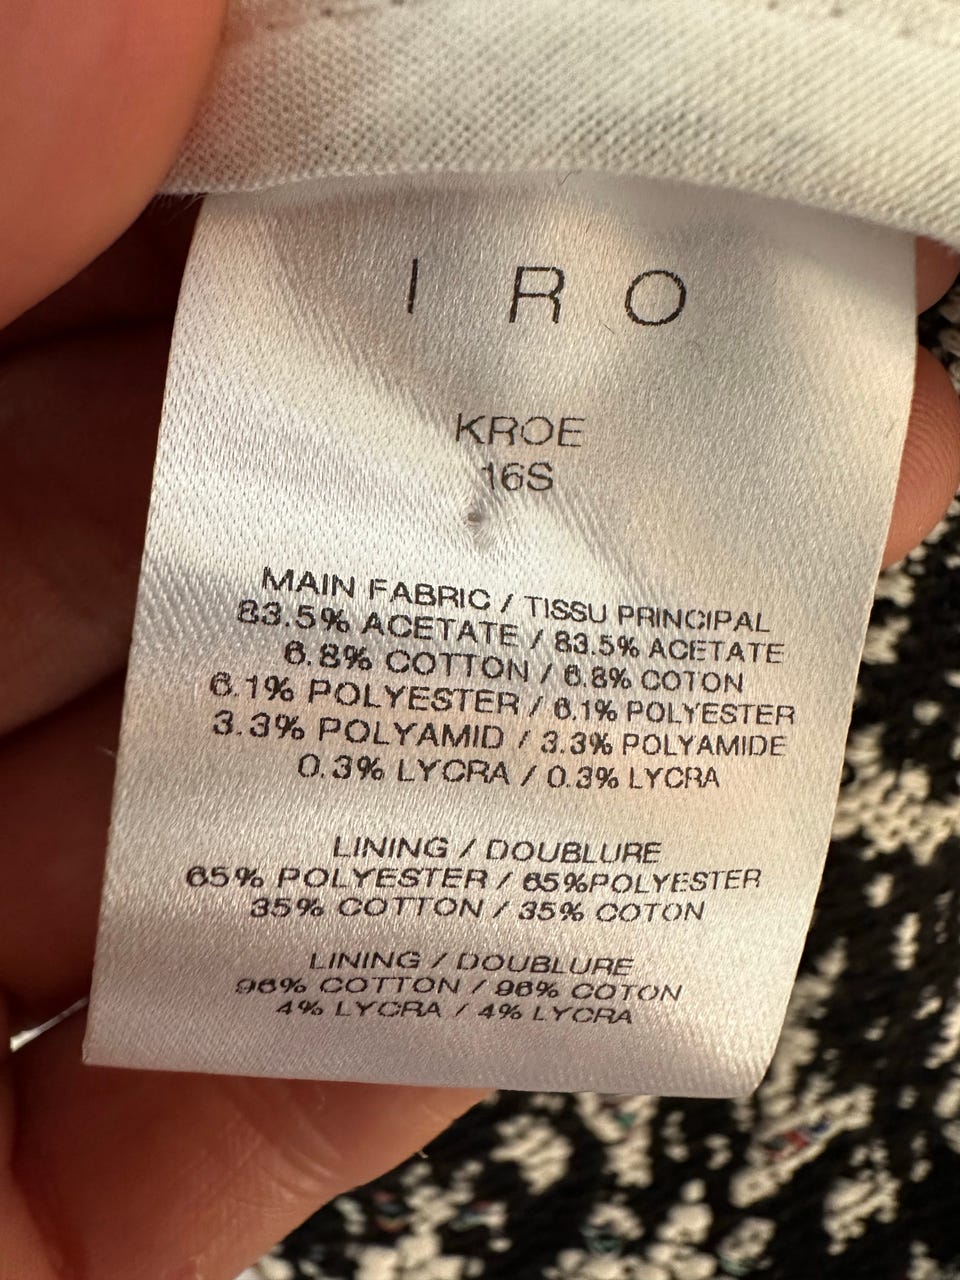 IRO
KROE
16S
MAIN FABRIC / TISSU PRINCIPAL
83.5% ACETATE / 83.5% ACETATE
6.8% COTTON / 6.8% COTON
6.1% POLYESTER / 6.1% POLYESTER
3.3% POLYAMID / 3.3% POLYAMIDE
0.3% LYCRA / 0.3% LYCRA
LINING / DOUBLURE
65% POLYESTER / 65%POLYESTER
35% COTTON / 35% COTON
LINING / DOUBLURE
96% COTTON / 96% COTON
4% LYCRA / 4% LYCRA